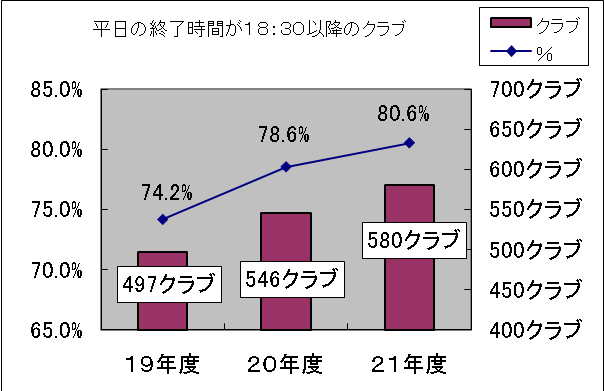 平日の終了時間が１８：３０以降のクラブ
クラブ
％
85.0%
80.0%
75.0%
70.0%
65.0%
700クラブ
650クラブ
600クラブ
550クラブ
500クラブ
450クラブ
400クラブ
74.2%
78.6%
80.6%
497クラブ
546クラブ
580クラブ
１９年度
２０年度
２１年度